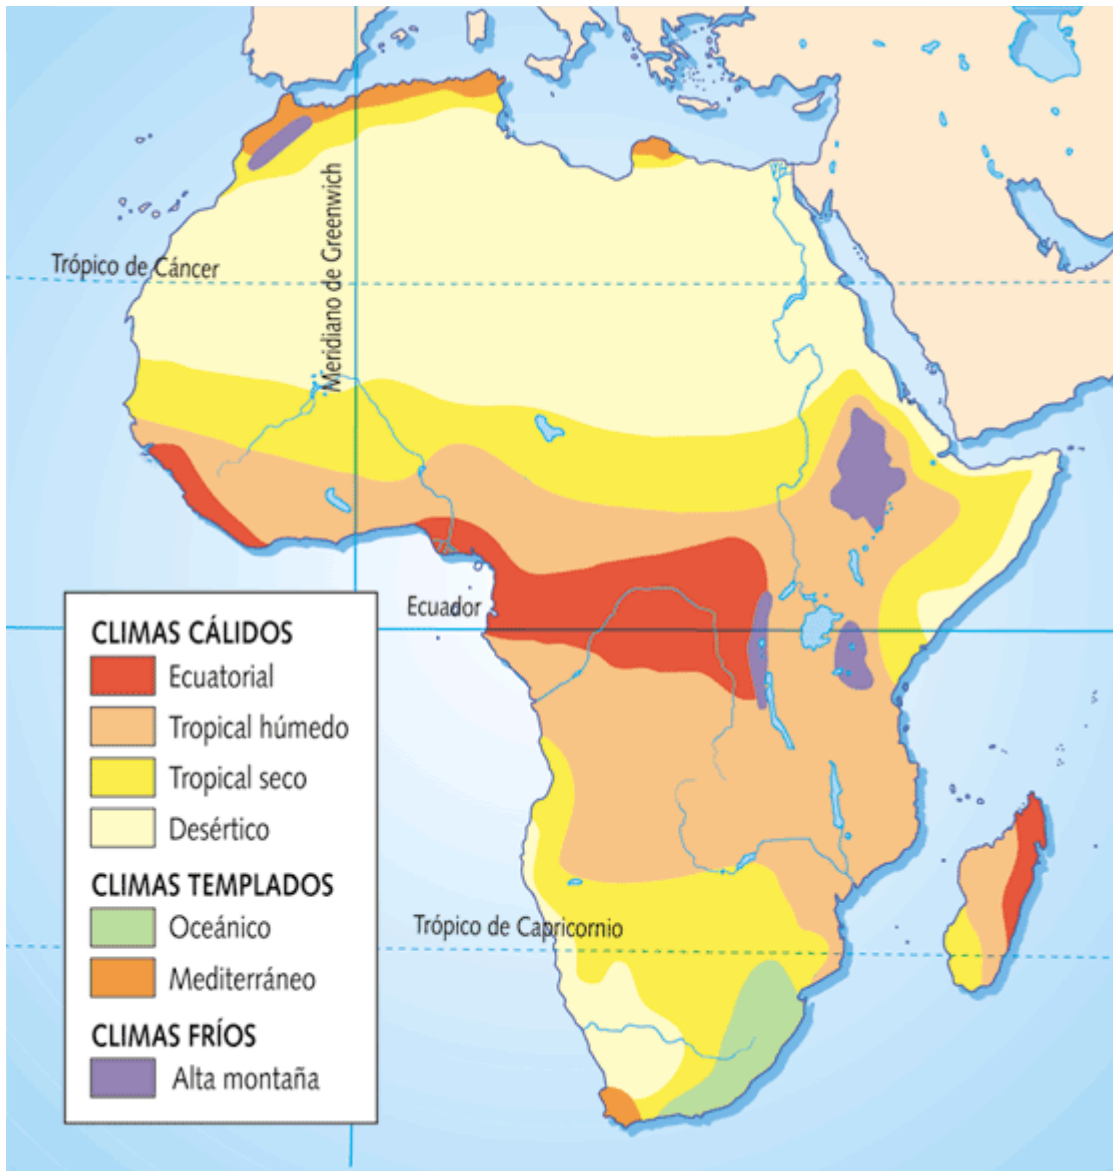 Meridiano de Greenwich
Trópico de Cáncer
Ecuador
Trópico de Capricornio
CLIMAS CÁLIDOS
Ecuatorial
Tropical húmedo
Tropical seco
Desértico
CLIMAS TEMPLADOS
Oceánico
Mediterráneo
CLIMAS FRÍOS
Alta montaña